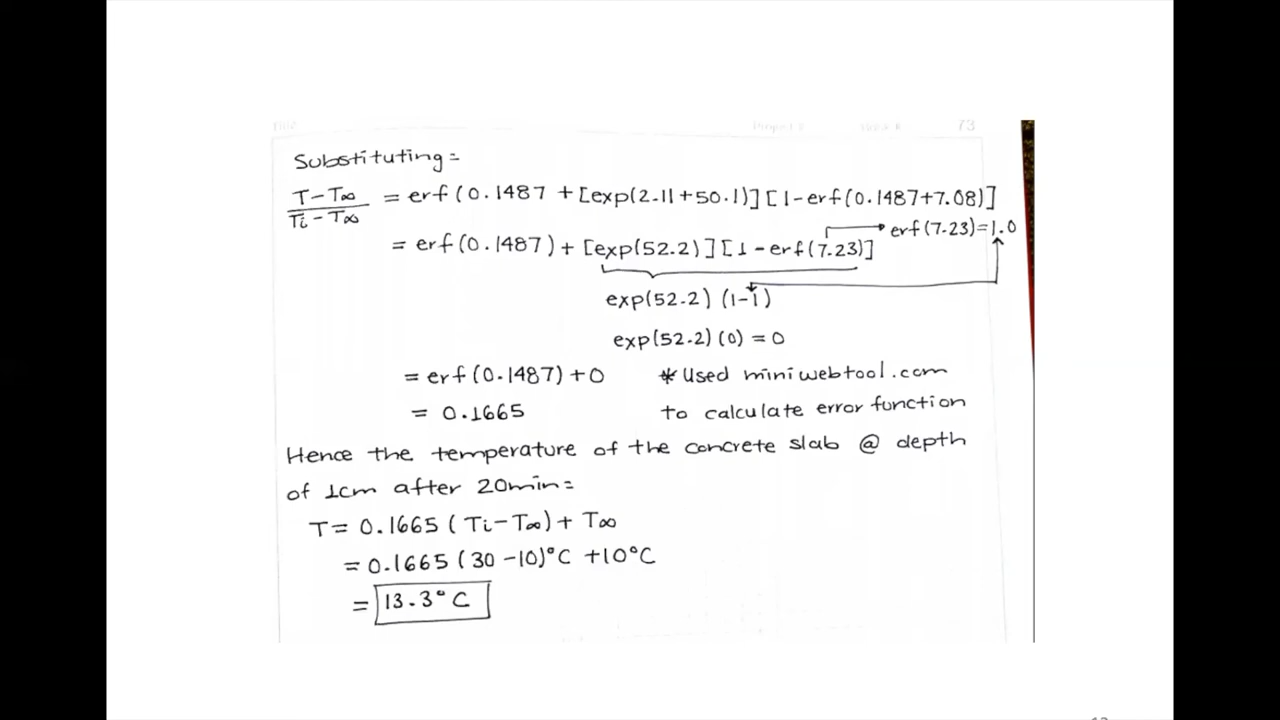 73
Substituting=
T-T∞/Ti-T∞ = erf(0.1487 + [exp(2.11+50.1)] [1-erf(0.1487+7.08)]
= erf(0.1487) + [exp(52.2)] [1-erf(7.23)] → erf(7.23)=1.0
exp(52.2) (1-1)
exp(52.2) (0) = 0
= erf(0.1487) + 0 * Used miniwebtool.com
= 0.1665 to calculate error function
Hence the temperature of the concrete slab @ depth
of 1cm after 20min=
T= 0.1665 (Ti-T∞) + T∞
= 0.1665 (30-10)°C +10°C
= 13.3°C